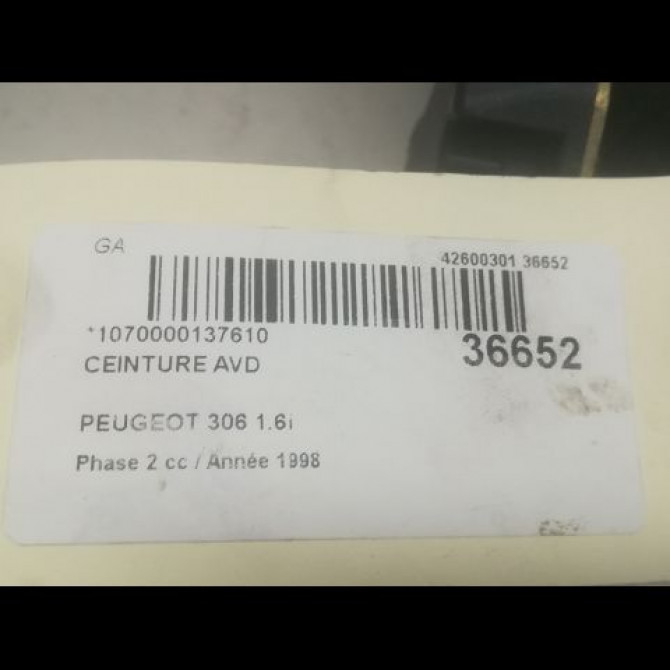 GA
42600301 36652
*1070000137610
36652
CEINTURE AVD
PEUGEOT 306 1.6i
Phase 2 cc / Année 1998